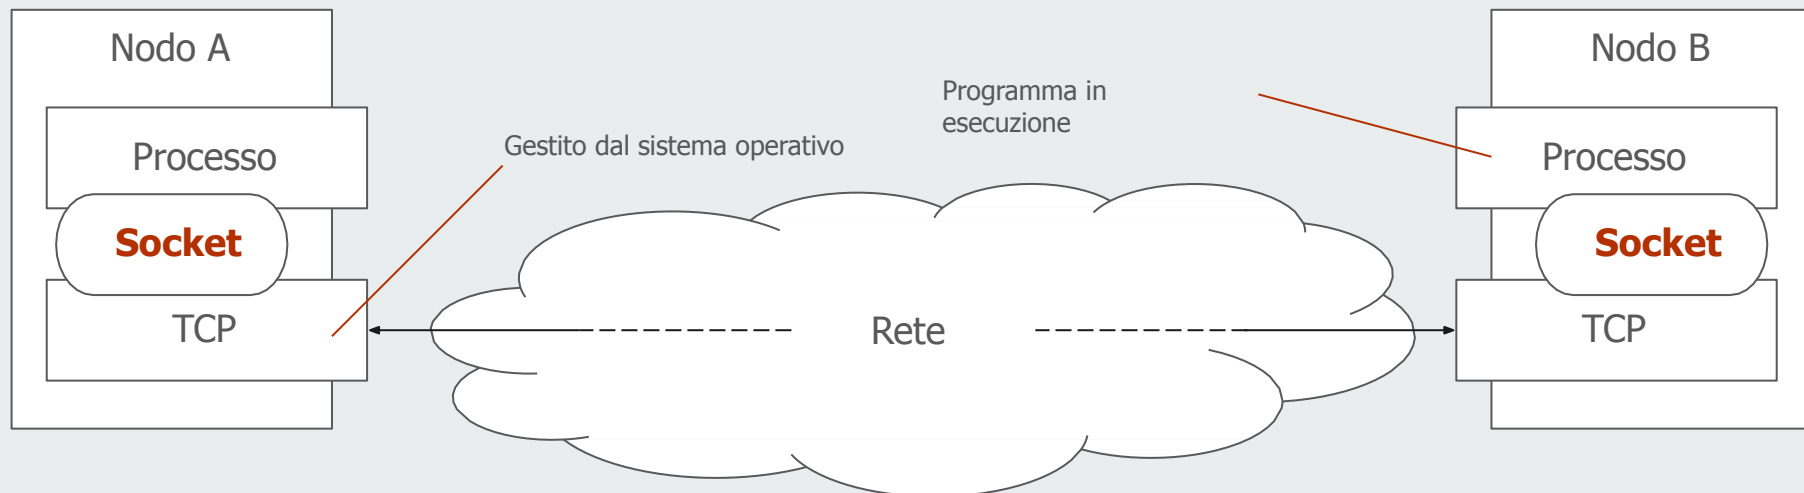 Nodo A
Nodo B
Programma in
esecuzione
Gestito dal sistema operativo
Processo
Processo
Socket
Socket
TCP
Rete
TCP